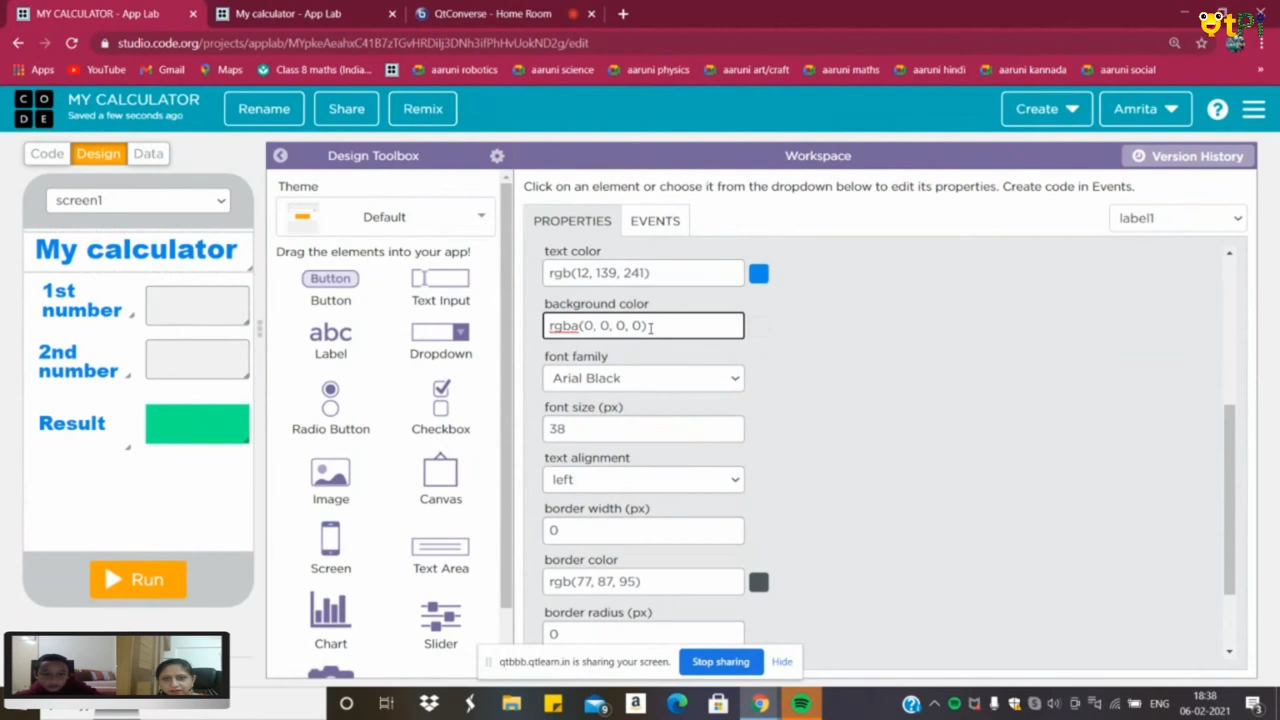 MY CALCULATOR - App Lab
My calculator - App Lab
QtConverse - Home Room
QtPi
studio.code.org/projects/applab/MYpkeAeahxC41B7zTGvHRDiIj3DNh3ifPhHvUokND2g/edit
Apps
YouTube
Gmail
Maps
Class 8 maths (India...
aaruni robotics
aaruni science
aaruni physics
aaruni art/craft
aaruni maths
aaruni hindi
aaruni kannada
aaruni social
CODE
MY CALCULATOR
Saved a few seconds ago
Rename
Share
Remix
Create
Amrita
?
Code
Design
Data
Design Toolbox
Workspace
Version History
screen1
My calculator
1st
number
2nd
number
Result
Run
Theme
Default
Drag the elements into your app!
Button
Button
Text Input
abc
Label
Dropdown
Radio Button
Checkbox
Image
Canvas
Screen
Text Area
Chart
Slider
Click on an element or choose it from the dropdown below to edit its properties. Create code in Events.
PROPERTIES
EVENTS
label1
text color
rgb(12, 139, 241)
background color
rgba(0, 0, 0, 0)
font family
Arial Black
font size (px)
38
text alignment
left
border width (px)
0
border color
rgb(77, 87, 95)
border radius (px)
0
qtbbb.qtlearn.in is sharing your screen.
Stop sharing
Hide
9
ENG
18:38
06-02-2021
3